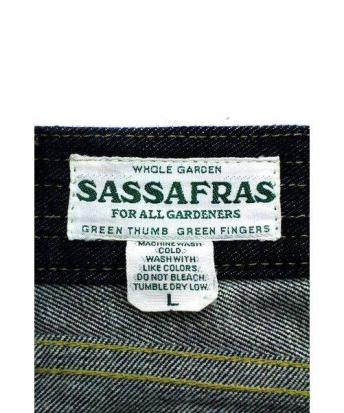 WHOLE GARDEN
SASSAFRAS
FOR ALL GARDENERS
GREEN THUMB GREEN FINGERS
MACHINE WASH
COLD.
WASH WITH
LIKE COLORS.
DO NOT BLEACH.
TUMBLE DRY LOW.
L